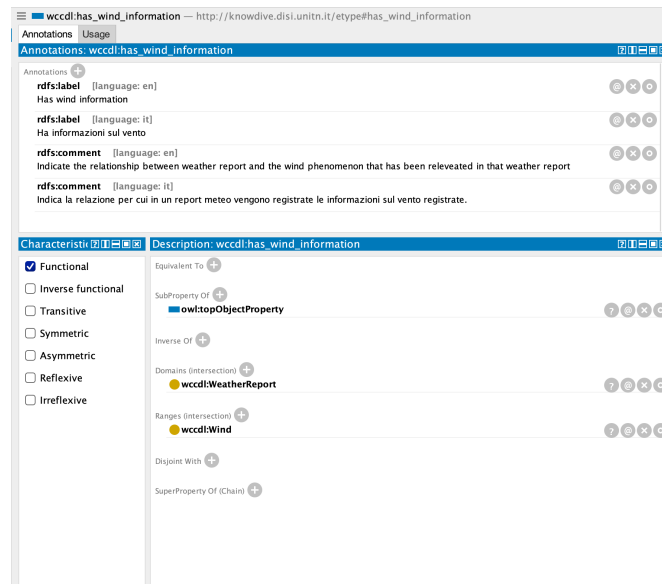 wccdl:has_wind_information — http://knowdive.disi.unitn.it/etype#has_wind_information
Annotations Usage
Annotations: wccdl:has_wind_information
Annotations
rdfs:label [language: en]
Has wind information
rdfs:label [language: it]
Ha informazioni sul vento
rdfs:comment [language: en]
Indicate the relationship between weather report and the wind phenomenon that has been releveated in that weather report
rdfs:comment [language: it]
Indica la relazione per cui in un report meteo vengono registrate le informazioni sul vento registrate.
Characteristic
Functional
Inverse functional
Transitive
Symmetric
Asymmetric
Reflexive
Irreflexive
Description: wccdl:has_wind_information
Equivalent To
SubProperty Of
owl:topObjectProperty
Inverse Of
Domains (intersection)
wccdl:WeatherReport
Ranges (intersection)
wccdl:Wind
Disjoint With
SuperProperty Of (Chain)